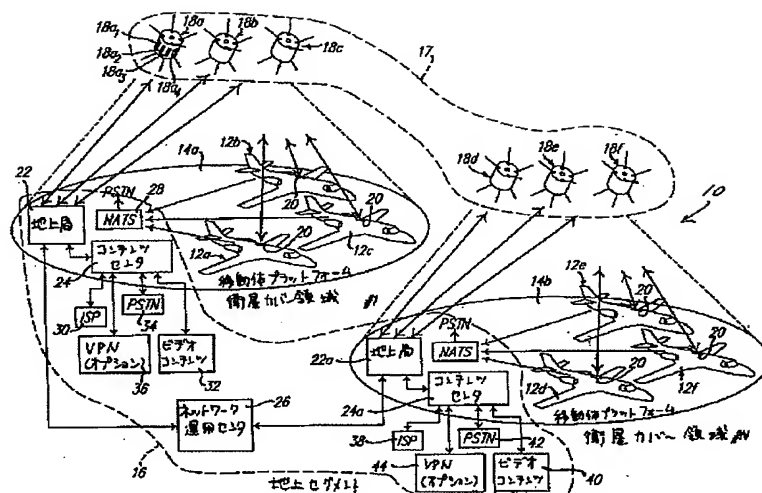 18a₁
18a
18b
18a₂
18a₃
18a₄
18c
17
18d
18e
18f
10
14a
12b
22
PSTN
28
地上局
NATS
20
20
20
12a
12c
コンテンツ
センタ
24
移動体プラットフォーム
衛星カバー領域 #1
ISP
30
PSTN
34
VPN
(オプション)
36
ビデオ
コンテンツ
32
12e
14b
20
20
20
PSTN
地上局
22a
NATS
12d
12f
コンテンツ
センタ
24a
移動体プラットフォーム
衛星カバー領域 #N
ネットワーク
運用センタ
26
ISP
38
PSTN
42
VPN
(オプション)
44
ビデオ
コンテンツ
40
16
地上セグメント